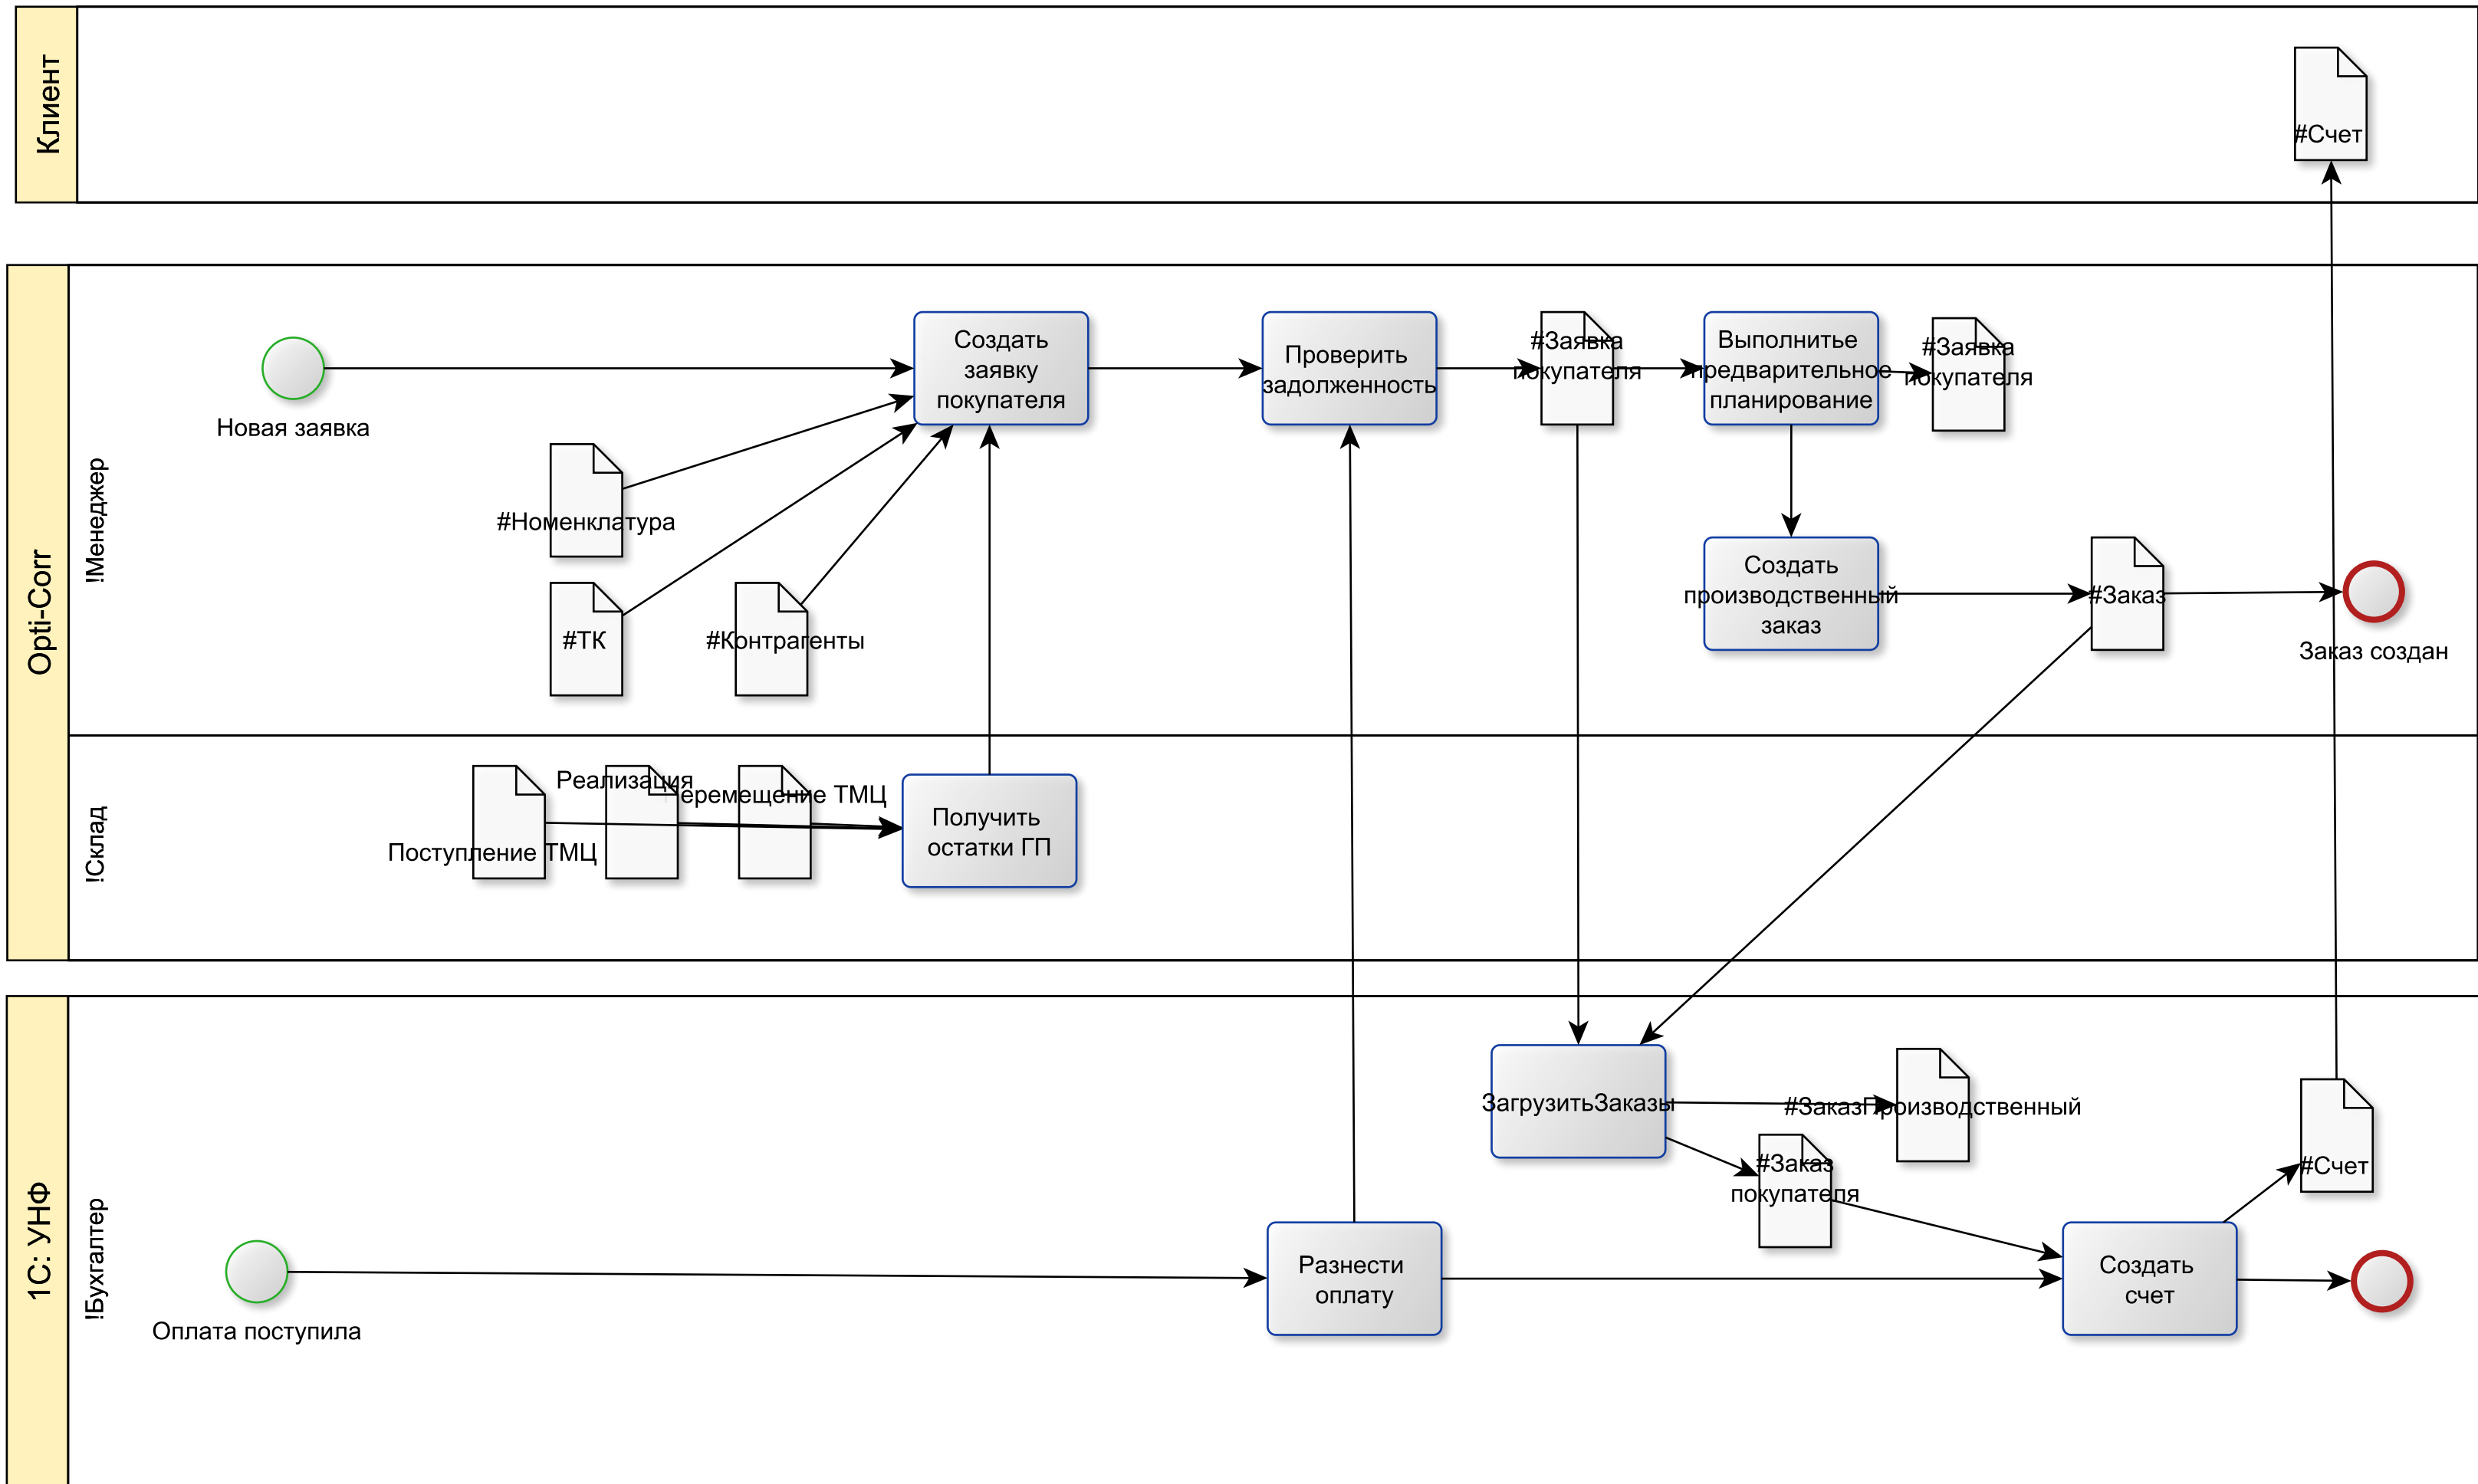 Клиент
#Счет
Opti-Corr
!Менеджер
Новая заявка
Создать
заявку
покупателя
Проверить
задолженность
#Заявка
покупателя
Выполнитье
предварительное
планирование
#Заявка
покупателя
#Номенклатура
#ТК
#Контрагенты
Создать
производственный
заказ
#Заказ
Заказ создан
!Склад
Поступление ТМЦ
Реализация
Перемещение ТМЦ
Получить
остатки ГП
1С: УНФ
!Бухгалтер
ЗагрузитьЗаказы
#ЗаказПроизводственный
#Заказ
покупателя
#Счет
Оплата поступила
Разнести
оплату
Создать
счет